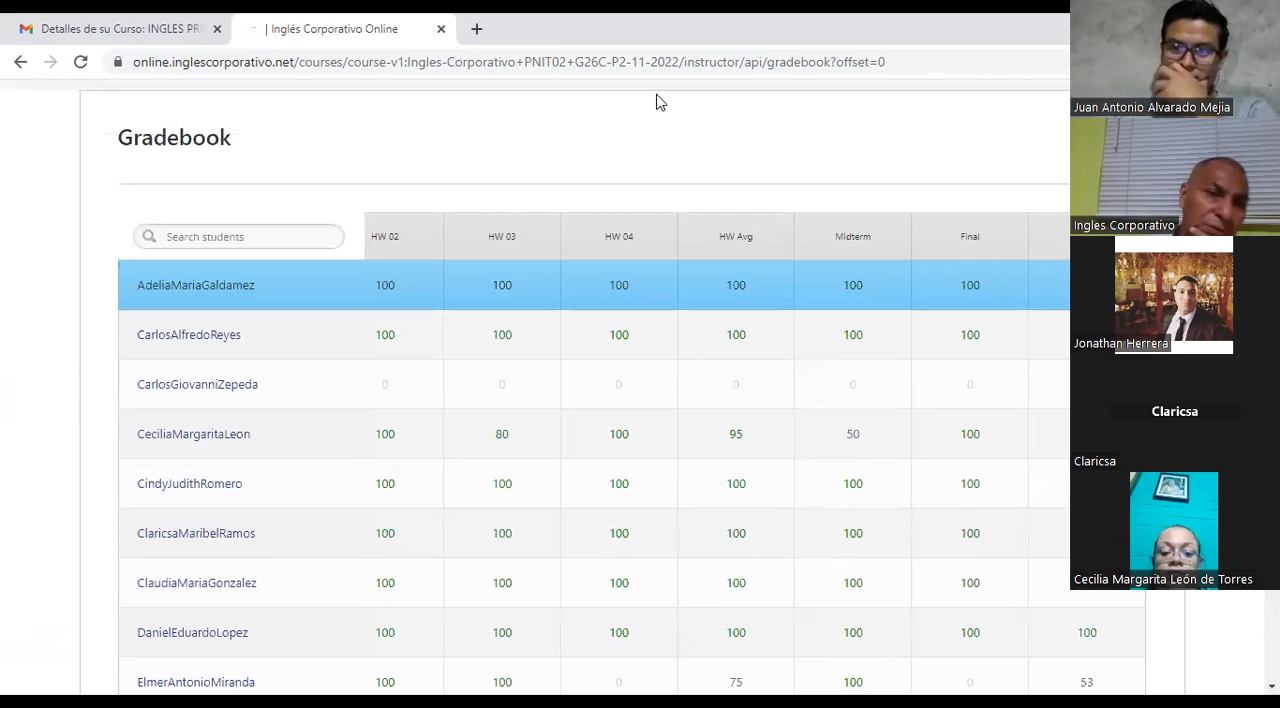 Detalles de su Curso: INGLES PR
| Inglés Corporativo Online
online.inglescorporativo.net/courses/course-v1:Ingles-Corporativo+PNIT02+G26C-P2-11-2022/instructor/api/gradebook?offset=0
Gradebook
Search students HW 02 HW 03 HW 04 HW Avg Midterm Final
AdeliaMariaGaldamez 100 100 100 100 100 100
CarlosAlfredoReyes 100 100 100 100 100 100
CarlosGiovanniZepeda 0 0 0 0 0 0
CeciliaMargaritaLeon 100 80 100 95 50 100
CindyJudithRomero 100 100 100 100 100 100
ClaricsaMaribelRamos 100 100 100 100 100 100
ClaudiaMariaGonzalez 100 100 100 100 100 100
DanielEduardoLopez 100 100 100 100 100 100 100
ElmerAntonioMiranda 100 100 0 75 100 0 53
Juan Antonio Alvarado Mejia
Ingles Corporativo
Jonathan Herrera
Claricsa
Claricsa
Cecilia Margarita León de Torres